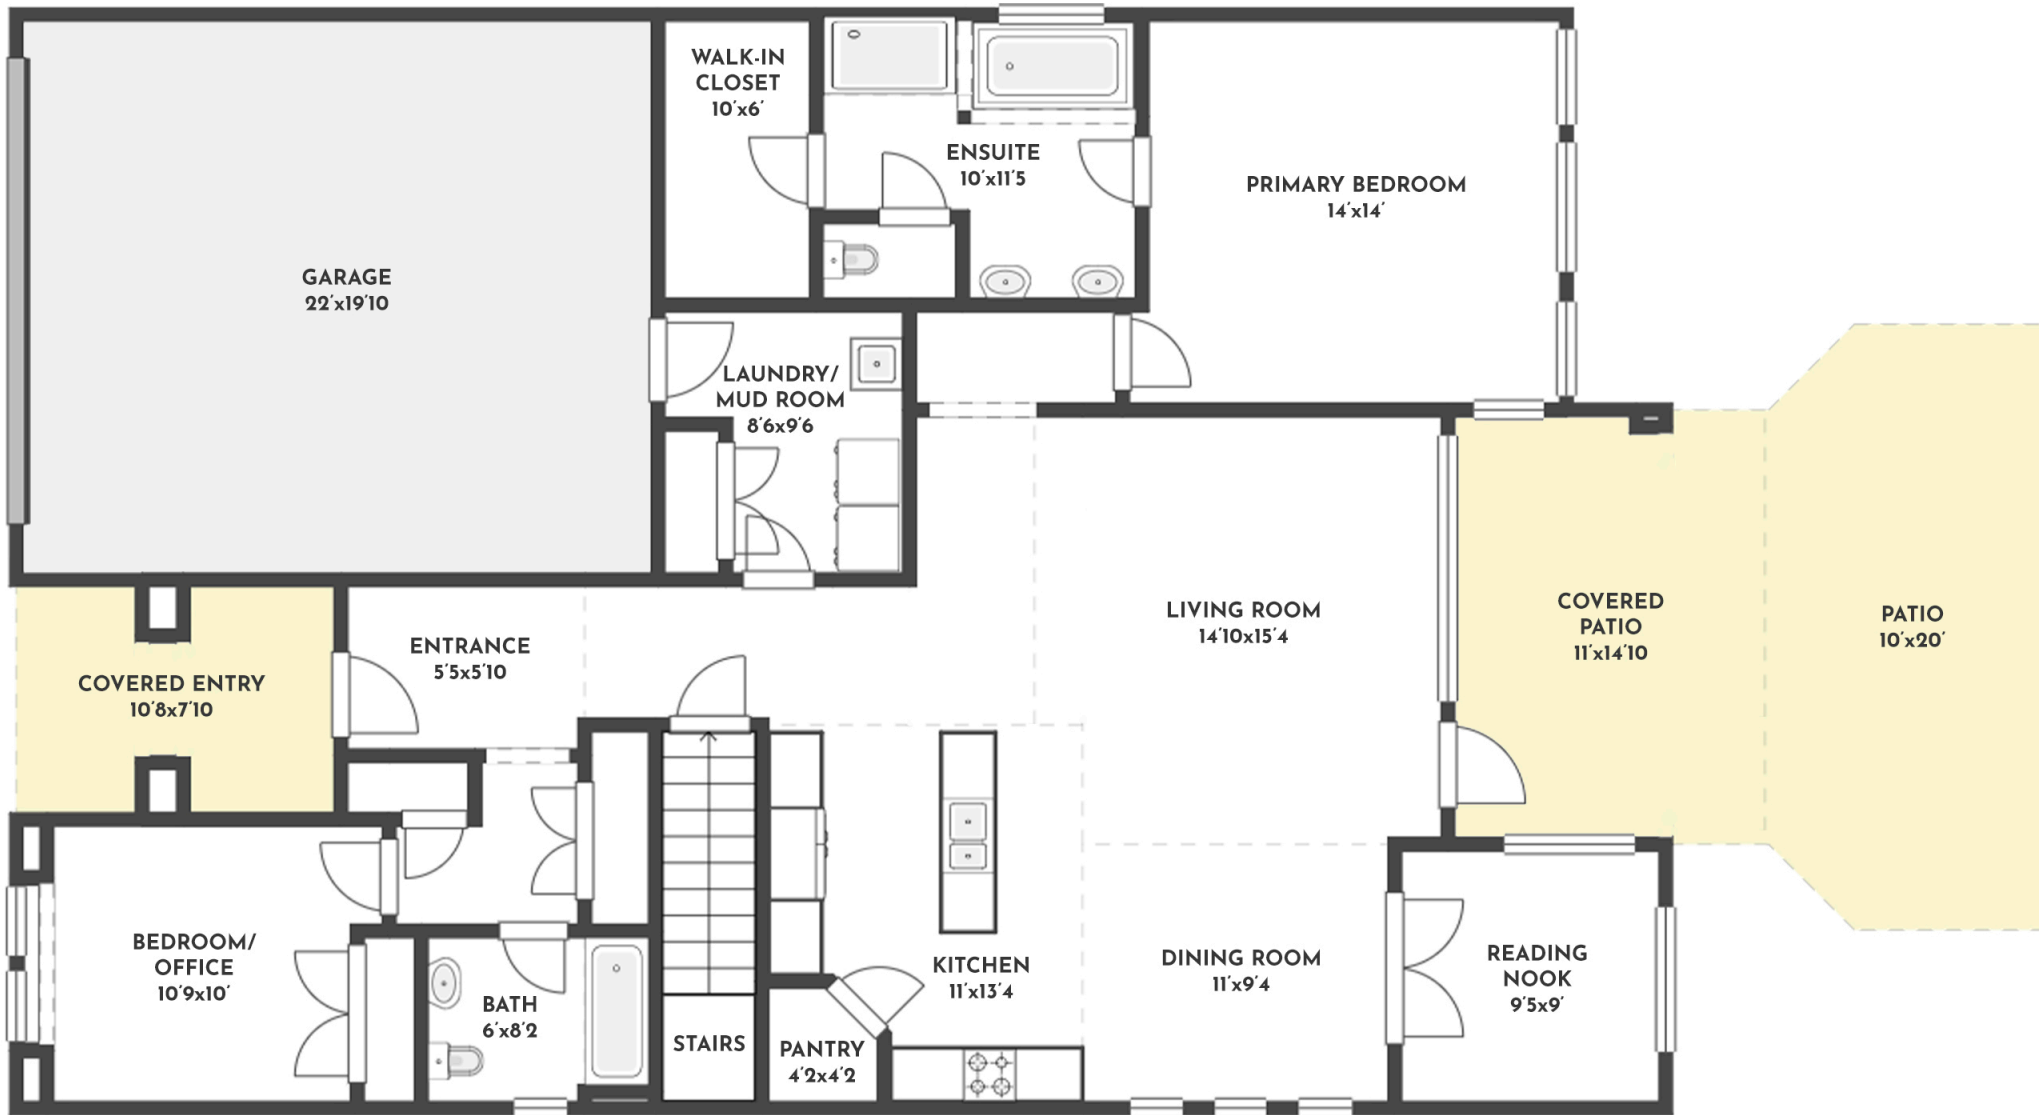 WALK-IN
CLOSET
10'x6'
ENSUITE
10'x11'5
PRIMARY BEDROOM
14'x14'
GARAGE
22'x19'10
LAUNDRY/
MUD ROOM
8'6x9'6
LIVING ROOM
14'10x15'4
COVERED
PATIO
11'x14'10
PATIO
10'x20'
ENTRANCE
5'5x5'10
COVERED ENTRY
10'8x7'10
BEDROOM/
OFFICE
10'9x10'
BATH
6'x8'2
STAIRS
PANTRY
4'2x4'2
KITCHEN
11'x13'4
DINING ROOM
11'x9'4
READING
NOOK
9'5x9'